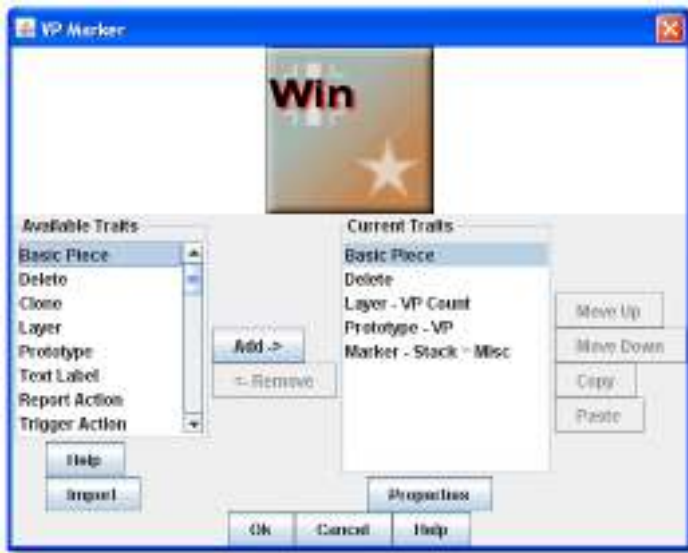 VP Marker
Win
Available Traits
Basic Piece
Delete
Clone
Layer
Prototype
Text Label
Report Action
Trigger Action
Help
Import
Add ->
<- Remove
Current Traits
Basic Piece
Delete
Layer - VP Count
Prototype - VP
Marker - Stack - Misc
Move Up
Move Down
Copy
Paste
Properties
Ok Cancel Help